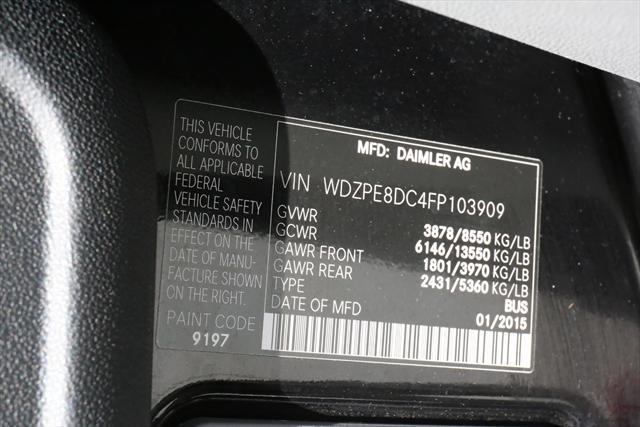 THIS VEHICLE
CONFORMS TO
ALL APPLICABLE
FEDERAL
VEHICLE SAFETY
STANDARDS IN
EFFECT ON THE
DATE OF MANU-
FACTURE SHOWN
ON THE RIGHT.
PAINT CODE
9197
MFD: DAIMLER AG
VIN WDZPE8DC4FP103909
GVWR 3878/8550 KG/LB
GCWR 6146/13550 KG/LB
GAWR FRONT 1801/3970 KG/LB
GAWR REAR 2431/5360 KG/LB
TYPE BUS
DATE OF MFD 01/2015